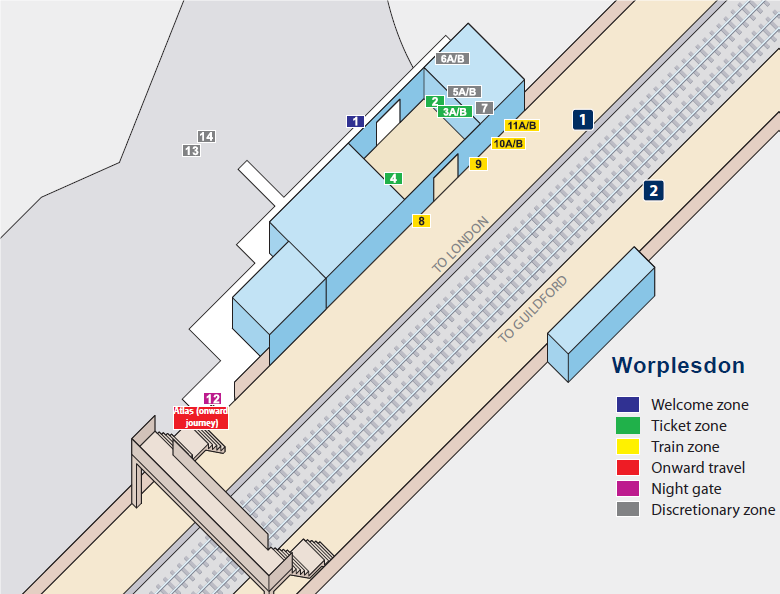 6A/B
5A/B
2
3A/B
7
1
11A/B
1
14
13
10A/B
9
4
2
8
TO LONDON
TO GUILDFORD
Worplesdon
12
Atlas (onward
journey)
Welcome zone
Ticket zone
Train zone
Onward travel
Night gate
Discretionary zone